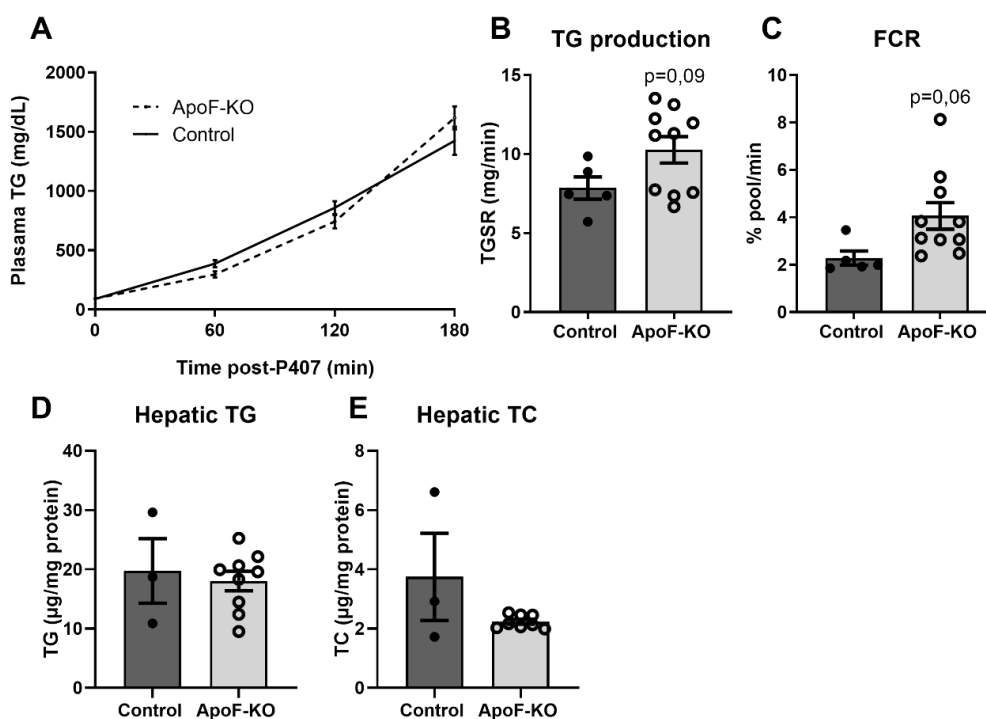 A
Plasama TG (mg/dL)
2000
1500
1000
500
0
ApoF-KO
Control
0 60 120 180
Time post-P407 (min)
B TG production
TGSR (mg/min)
15
10
5
0
p=0,09
Control ApoF-KO
C FCR
% pool/min
10
8
6
4
2
0
p=0,06
Control ApoF-KO
D Hepatic TG
TG (µg/mg protein)
40
30
20
10
0
Control ApoF-KO
E Hepatic TC
TC (µg/mg protein)
8
6
4
2
0
Control ApoF-KO